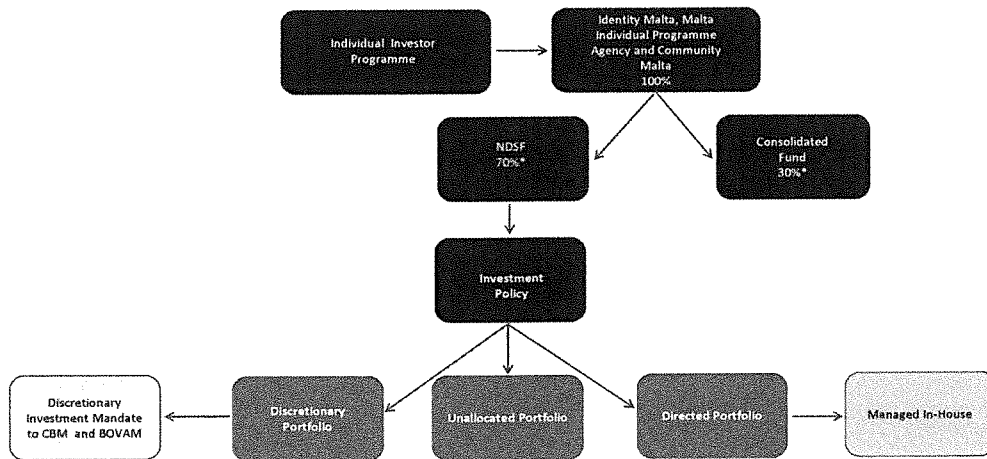 Individual Investor
Programme
Identity Malta, Malta
Individual Programme
Agency and Community
Malta
100%
NDSF
70%*
Consolidated
Fund
30%*
Investment
Policy
Discretionary
Investment Mandate
to CBM and BOVAM
Discretionary
Portfolio
Unallocated Portfolio
Directed Portfolio
Managed In-House